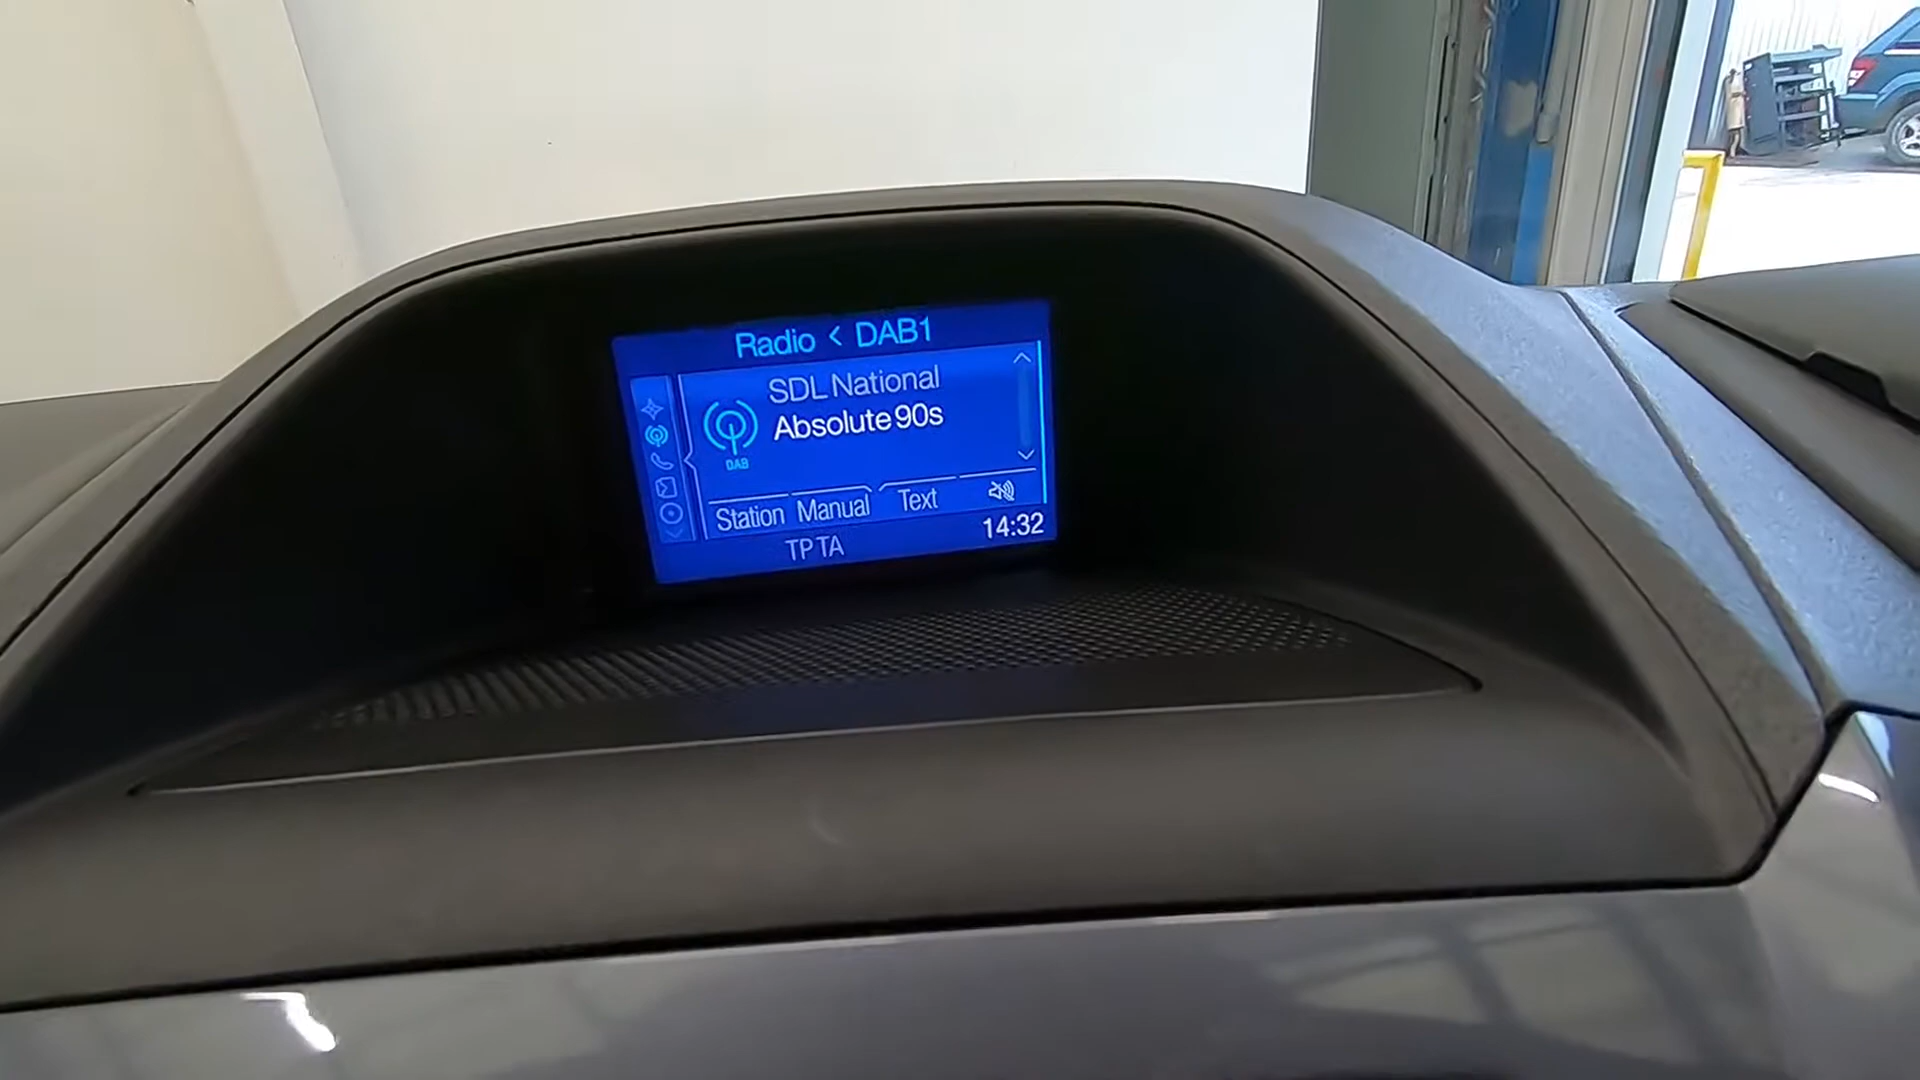 Radio < DAB1
SDL National
Absolute 90s
DAB
Station Manual Text
14:32
TP TA